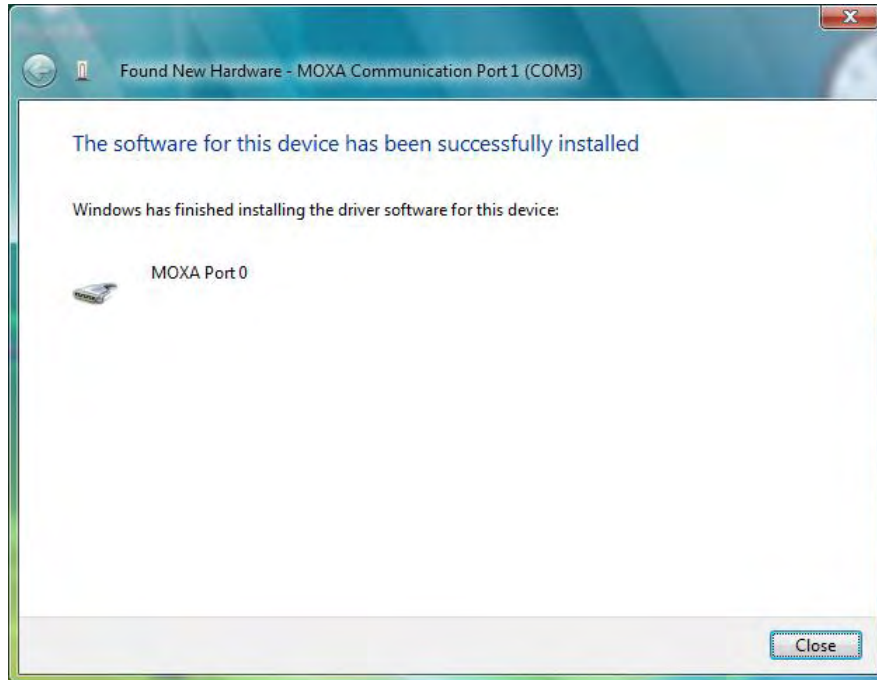 Found New Hardware - MOXA Communication Port 1 (COM3)
The software for this device has been successfully installed
Windows has finished installing the driver software for this device:
MOXA Port 0
Close